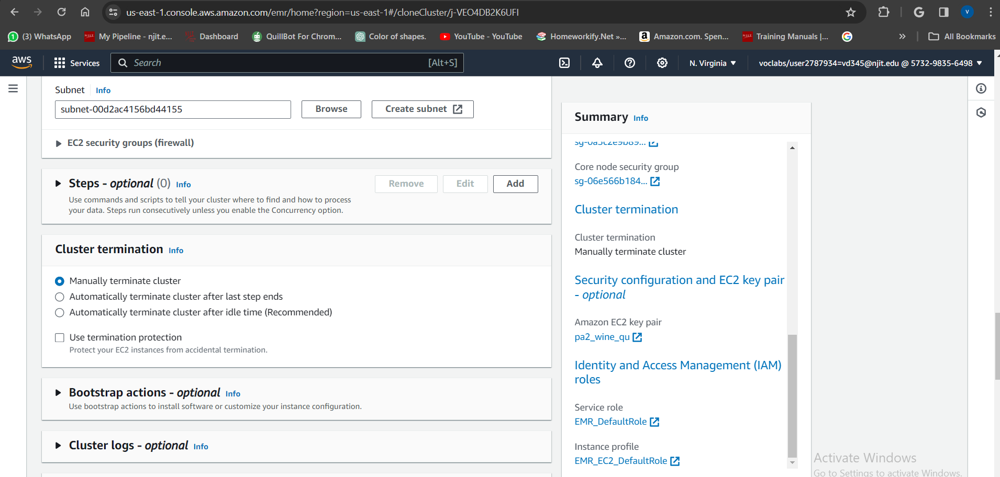 us-east-1.console.aws.amazon.com/emr/home?region=us-east-1#/cloneCluster/j-VEO4DB2K6UFI
V
(3) WhatsApp
My Pipeline - njit.e...
Dashboard
QuillBot For Chrom...
Color of shapes.
YouTube - YouTube
Homeworkify.Net »...
Amazon.com. Spen...
Training Manuals |...
All Bookmarks
aws
Services
Search
[Alt+S]
N. Virginia
voclabs/user2787934=vd345@njit.edu @ 5732-9835-6498
Subnet Info
subnet-00d2ac4156bd44155
Browse
Create subnet
EC2 security groups (firewall)
Steps - optional (0) Info
Remove
Edit
Add
Use commands and scripts to tell your cluster where to find and how to process
your data. Steps run consecutively unless you enable the Concurrency option.
Cluster termination Info
Manually terminate cluster
Automatically terminate cluster after last step ends
Automatically terminate cluster after idle time (Recommended)
Use termination protection
Protect your EC2 instances from accidental termination.
Bootstrap actions - optional Info
Use bootstrap actions to install software or customize your instance configuration.
Cluster logs - optional Info
Summary Info
sg-0a5c2e9b89...
Core node security group
sg-06e566b184...
Cluster termination
Cluster termination
Manually terminate cluster
Security configuration and EC2 key pair
- optional
Amazon EC2 key pair
pa2_wine_qu
Identity and Access Management (IAM)
roles
Service role
EMR_DefaultRole
Instance profile
EMR_EC2_DefaultRole
Activate Windows
Go to Settings to activate Windows.